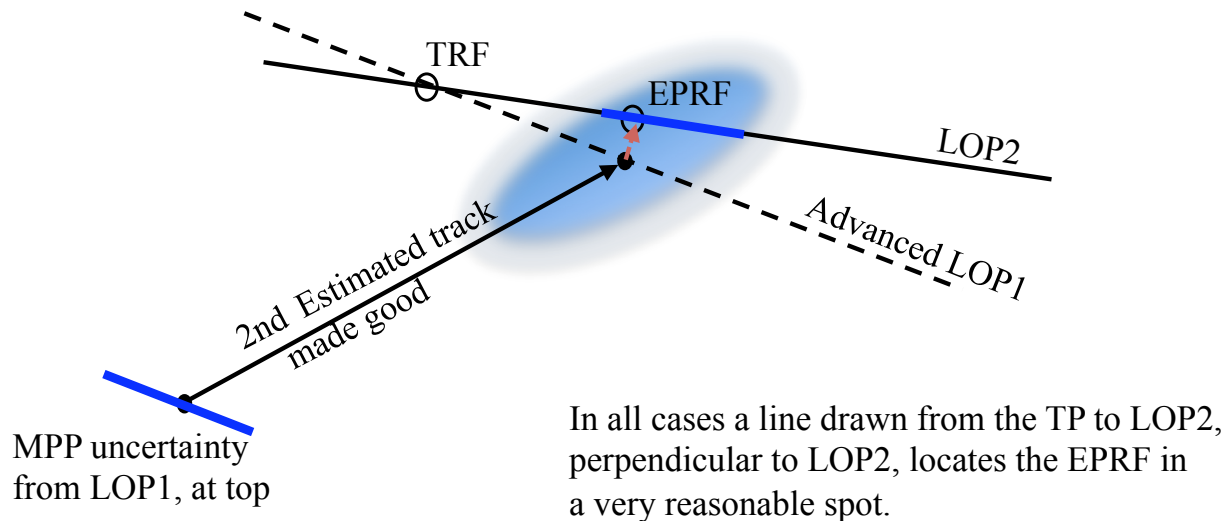 TRF
EPRF
LOP2
Advanced LOP1
2nd Estimated track
made good
MPP uncertainty
from LOP1, at top
In all cases a line drawn from the TP to LOP2,
perpendicular to LOP2, locates the EPRF in
a very reasonable spot.